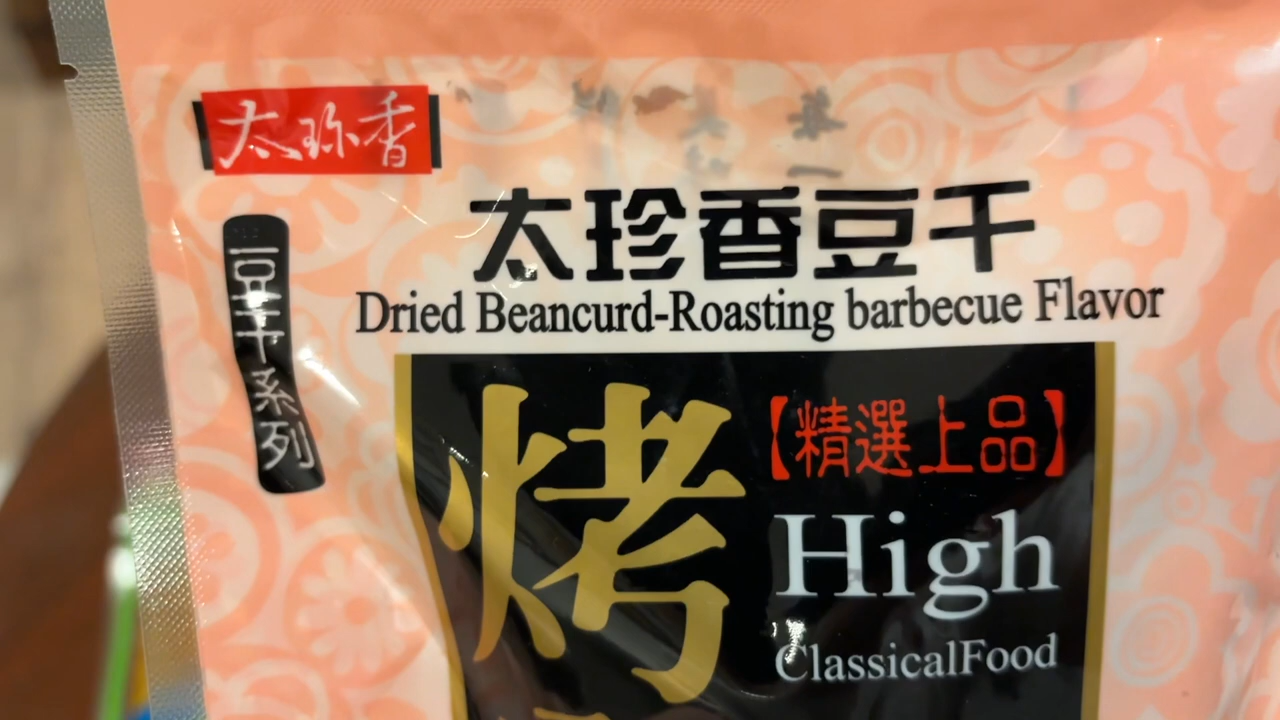 太珍香
太珍香豆干
Dried Beancurd-Roasting barbecue Flavor
豆干系列
烤
【精選上品】
High
ClassicalFood